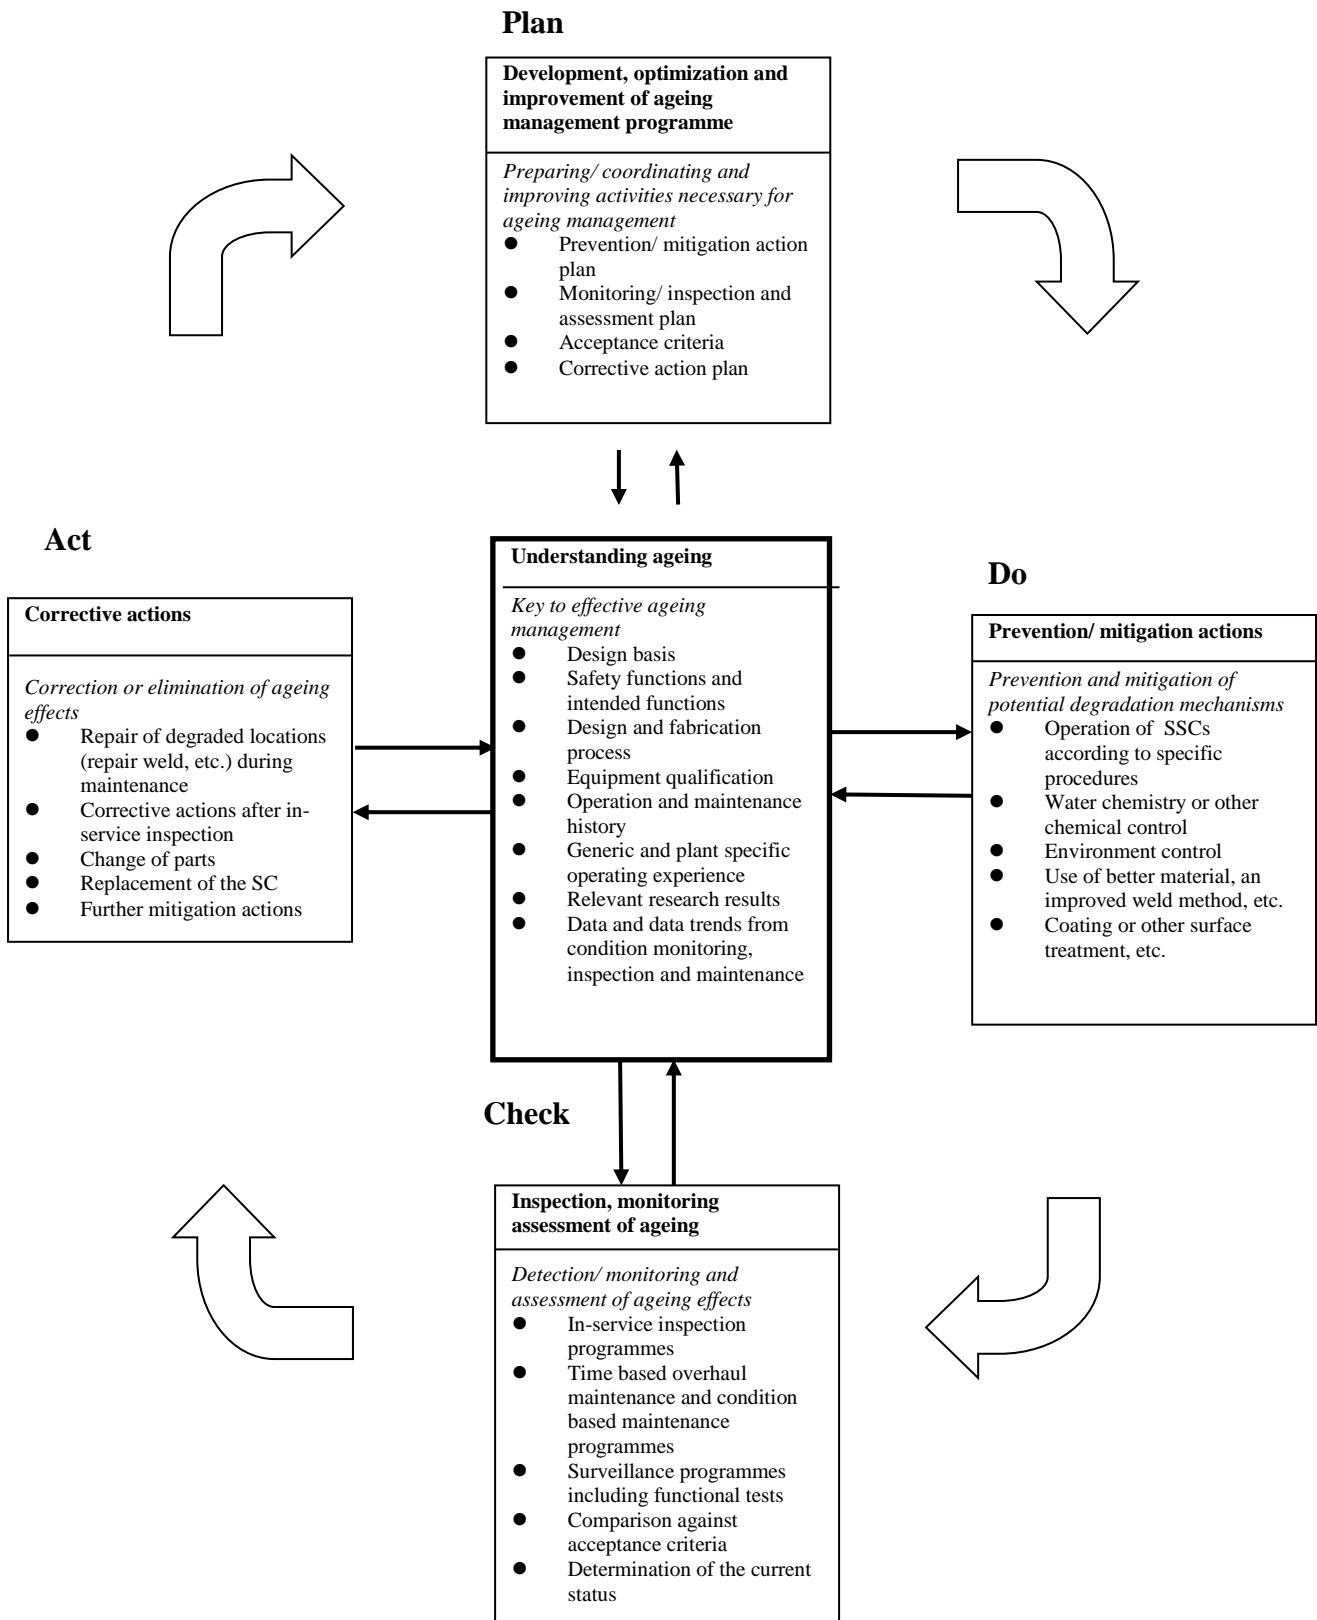 Plan
Development, optimization and
improvement of ageing
management programme
Preparing/ coordinating and
improving activities necessary for
ageing management
● Prevention/ mitigation action
plan
● Monitoring/ inspection and
assessment plan
● Acceptance criteria
● Corrective action plan
Act
Corrective actions
Correction or elimination of ageing
effects
● Repair of degraded locations
(repair weld, etc.) during
maintenance
● Corrective actions after in-
service inspection
● Change of parts
● Replacement of the SC
● Further mitigation actions
Understanding ageing
Key to effective ageing
management
● Design basis
● Safety functions and
intended functions
● Design and fabrication
process
● Equipment qualification
● Operation and maintenance
history
● Generic and plant specific
operating experience
● Relevant research results
● Data and data trends from
condition monitoring,
inspection and maintenance
Do
Prevention/ mitigation actions
Prevention and mitigation of
potential degradation mechanisms
● Operation of SSCs
according to specific
procedures
● Water chemistry or other
chemical control
● Environment control
● Use of better material, an
improved weld method, etc.
● Coating or other surface
treatment, etc.
Check
Inspection, monitoring
assessment of ageing
Detection/ monitoring and
assessment of ageing effects
● In-service inspection
programmes
● Time based overhaul
maintenance and condition
based maintenance
programmes
● Surveillance programmes
including functional tests
● Comparison against
acceptance criteria
● Determination of the current
status